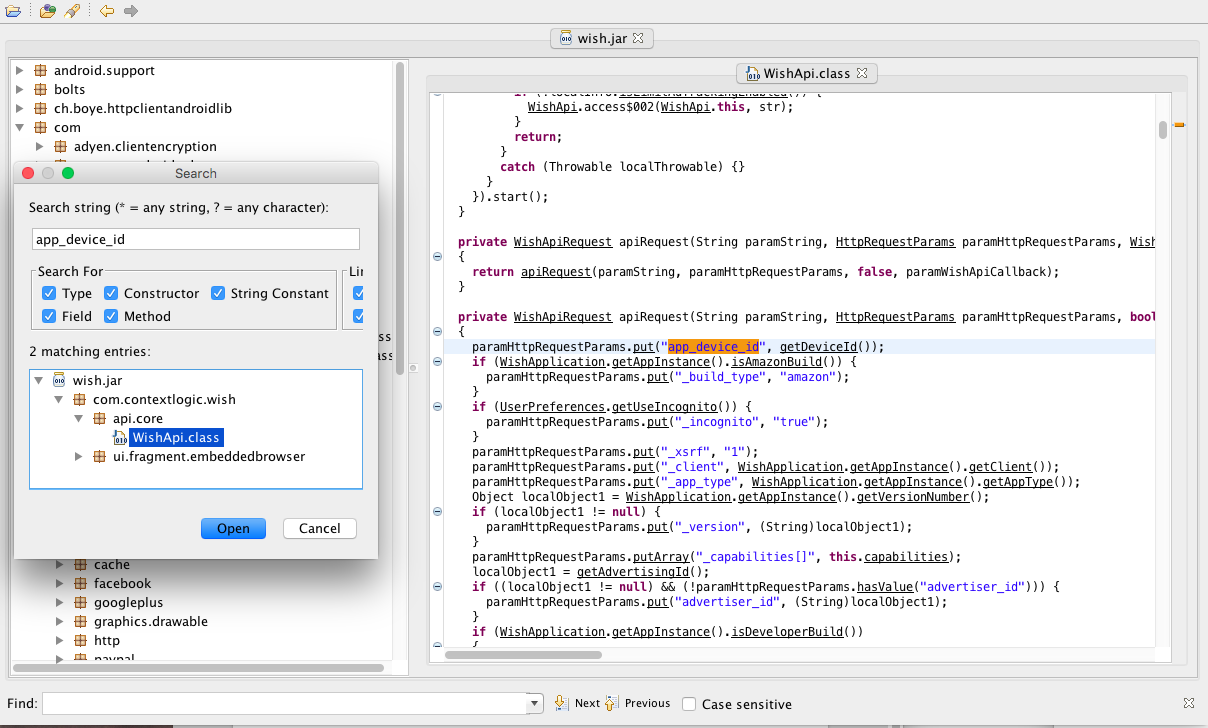 wish.jar
android.support
bolts
ch.boye.httpclientandroidlib
com
adyen.clientencryption
Search
Search string (* = any string, ? = any character):
app_device_id
Search For
Type
Constructor
String Constant
Field
Method
2 matching entries:
wish.jar
com.contextlogic.wish
api.core
WishApi.class
ui.fragment.embeddedbrowser
Open
Cancel
cache
facebook
googleplus
graphics.drawable
http
paypal
WishApi.class
WishApi.access$002(WishApi.this, str);
}
return;
}
catch (Throwable localThrowable) {}
}
}).start();
}
private WishApiRequest apiRequest(String paramString, HttpRequestParams paramHttpRequestParams, Wish
{
return apiRequest(paramString, paramHttpRequestParams, false, paramWishApiCallback);
}
private WishApiRequest apiRequest(String paramString, HttpRequestParams paramHttpRequestParams, bool
{
paramHttpRequestParams.put("app_device_id", getDeviceId());
if (WishApplication.getAppInstance().isAmazonBuild()) {
paramHttpRequestParams.put("_build_type", "amazon");
}
if (UserPreferences.getUseIncognito()) {
paramHttpRequestParams.put("_incognito", "true");
}
paramHttpRequestParams.put("_xsrf", "1");
paramHttpRequestParams.put("_client", WishApplication.getAppInstance().getClient());
paramHttpRequestParams.put("_app_type", WishApplication.getAppInstance().getAppType());
Object localObject1 = WishApplication.getAppInstance().getVersionNumber();
if (localObject1 != null) {
paramHttpRequestParams.put("_version", (String)localObject1);
}
paramHttpRequestParams.putArray("_capabilities[]", this.capabilities);
localObject1 = getAdvertisingId();
if ((localObject1 != null) && (!paramHttpRequestParams.hasValue("advertiser_id"))) {
paramHttpRequestParams.put("advertiser_id", (String)localObject1);
}
if (WishApplication.getAppInstance().isDeveloperBuild())
{
Find:
Next
Previous
Case sensitive